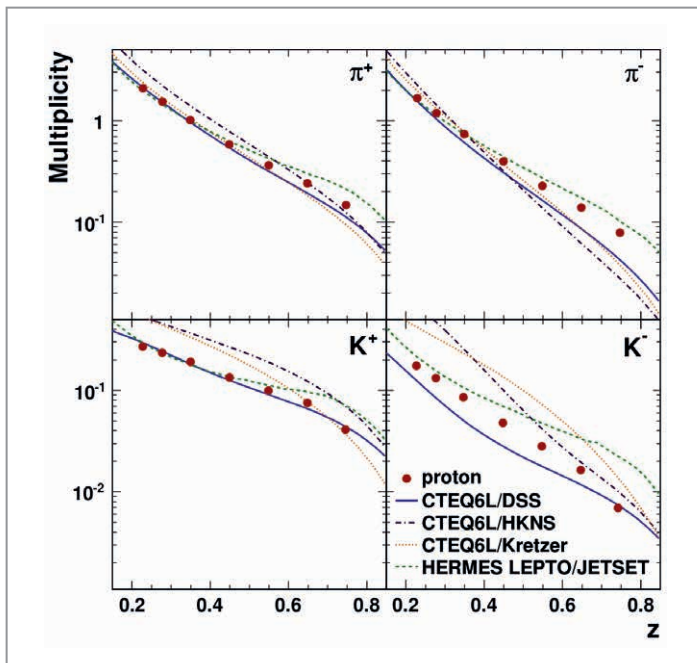 Multiplicity
π+
π-
1
10-1
K+
K-
10-1
10-2
proton
CTEQ6L/DSS
CTEQ6L/HKNS
CTEQ6L/Kretzer
HERMES LEPTO/JETSET
0.2 0.4 0.6 0.8 0.2 0.4 0.6 0.8
z